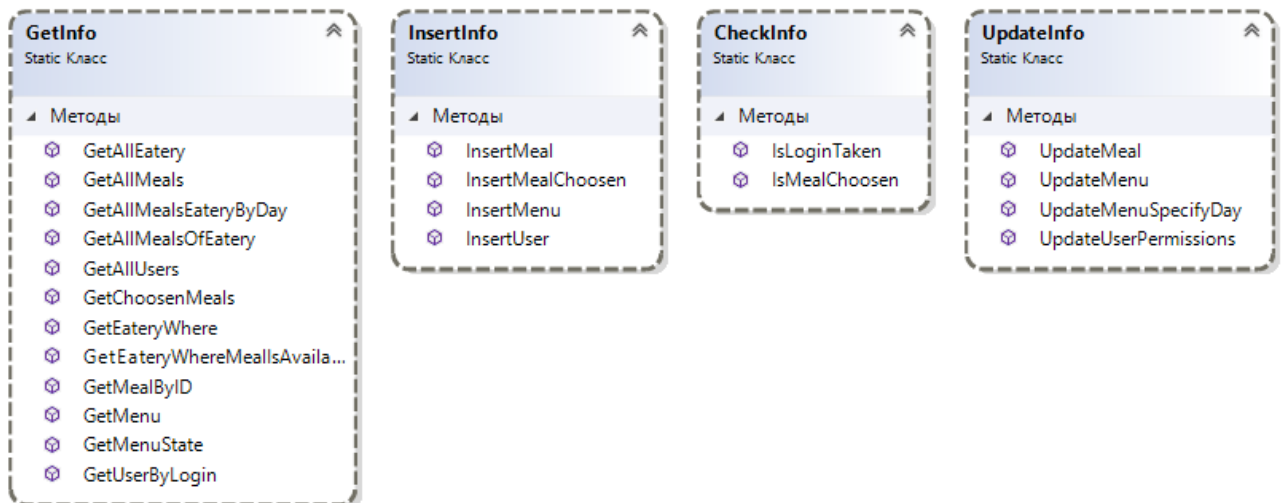 GetInfo
Static Класс
Методы
GetAllEatery
GetAllMeals
GetAllMealsEateryByDay
GetAllMealsOfEatery
GetAllUsers
GetChoosenMeals
GetEateryWhere
GetEateryWhereMealIsAvaila...
GetMealByID
GetMenu
GetMenuState
GetUserByLogin
InsertInfo
Static Класс
Методы
InsertMeal
InsertMealChoosen
InsertMenu
InsertUser
CheckInfo
Static Класс
Методы
IsLoginTaken
IsMealChoosen
UpdateInfo
Static Класс
Методы
UpdateMeal
UpdateMenu
UpdateMenuSpecifyDay
UpdateUserPermissions